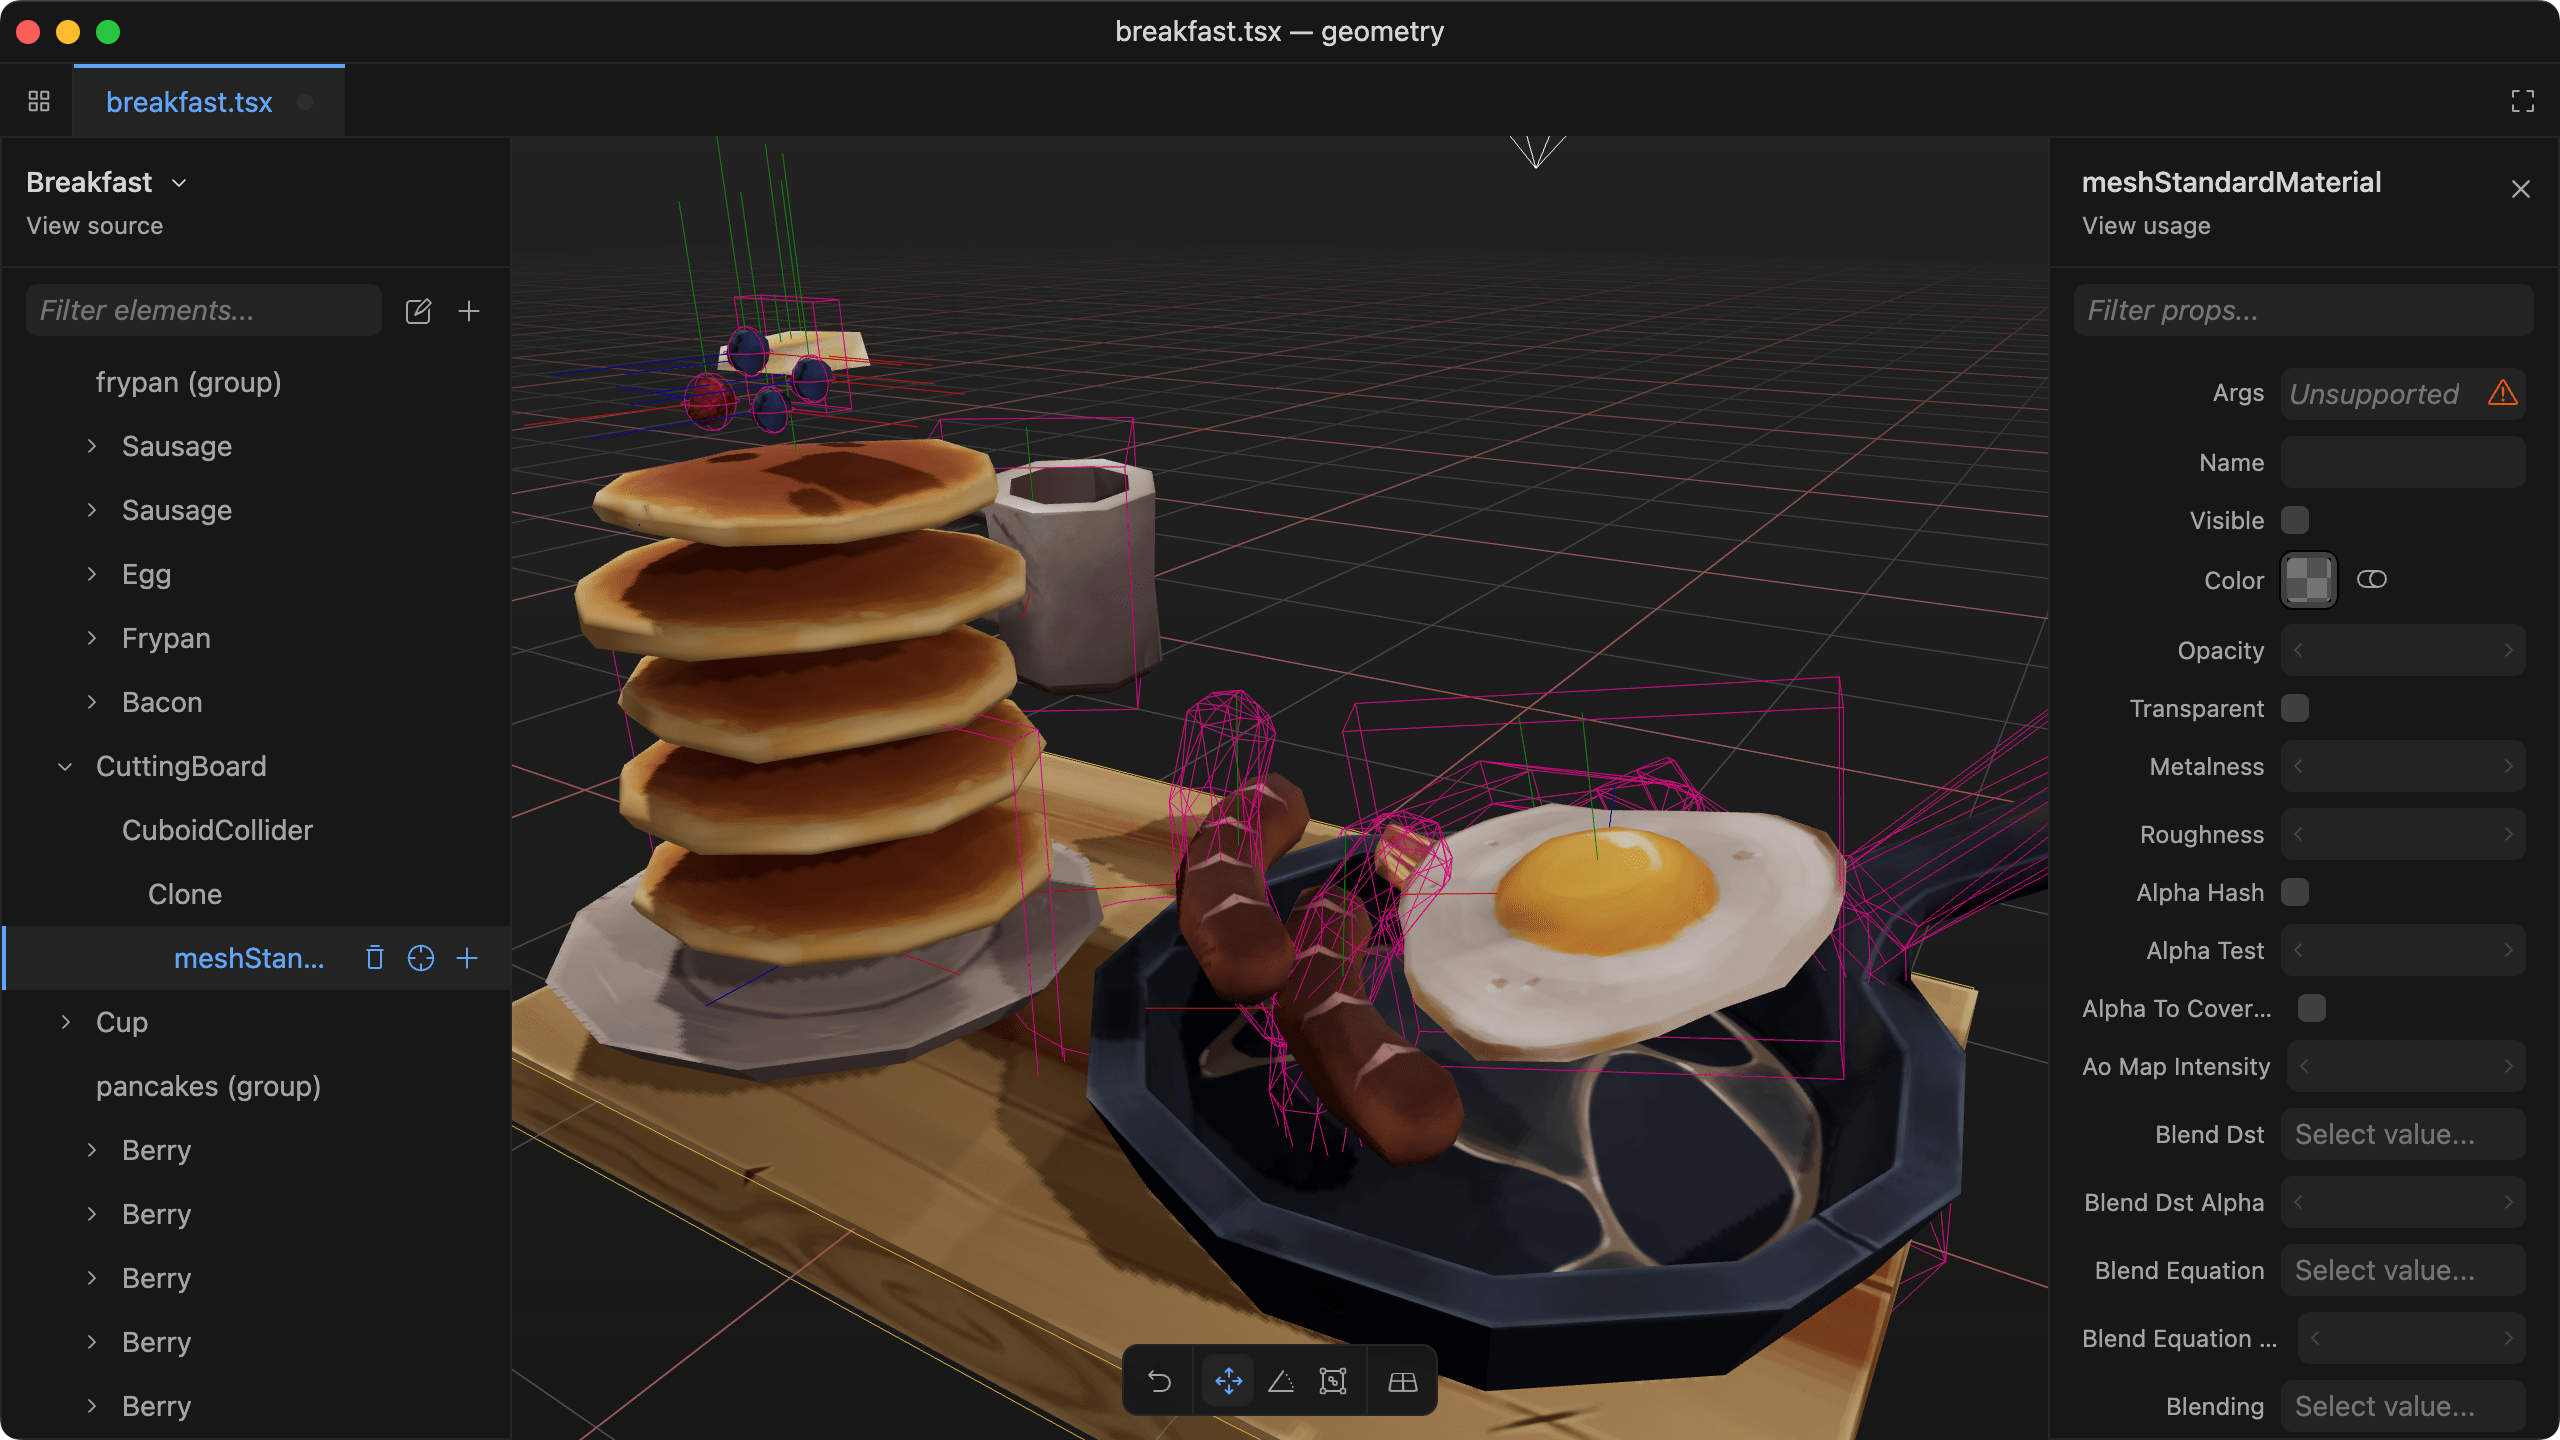 breakfast.tsx — geometry
breakfast.tsx
Breakfast
View source
Filter elements...
frypan (group)
Sausage
Sausage
Egg
Frypan
Bacon
CuttingBoard
CuboidCollider
Clone
meshStan...
Cup
pancakes (group)
Berry
Berry
Berry
Berry
Berry
meshStandardMaterial
View usage
Filter props...
Args Unsupported
Name
Visible
Color
Opacity
Transparent
Metalness
Roughness
Alpha Hash
Alpha Test
Alpha To Cover...
Ao Map Intensity
Blend Dst Select value...
Blend Dst Alpha
Blend Equation Select value...
Blend Equation ...
Blending Select value...